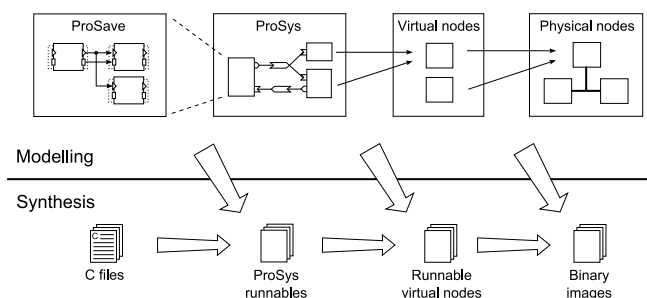 ProSave
ProSys
Virtual nodes
Physical nodes
Modelling
Synthesis
C
C files
ProSys
runnables
Runnable
virtual nodes
Binary
images